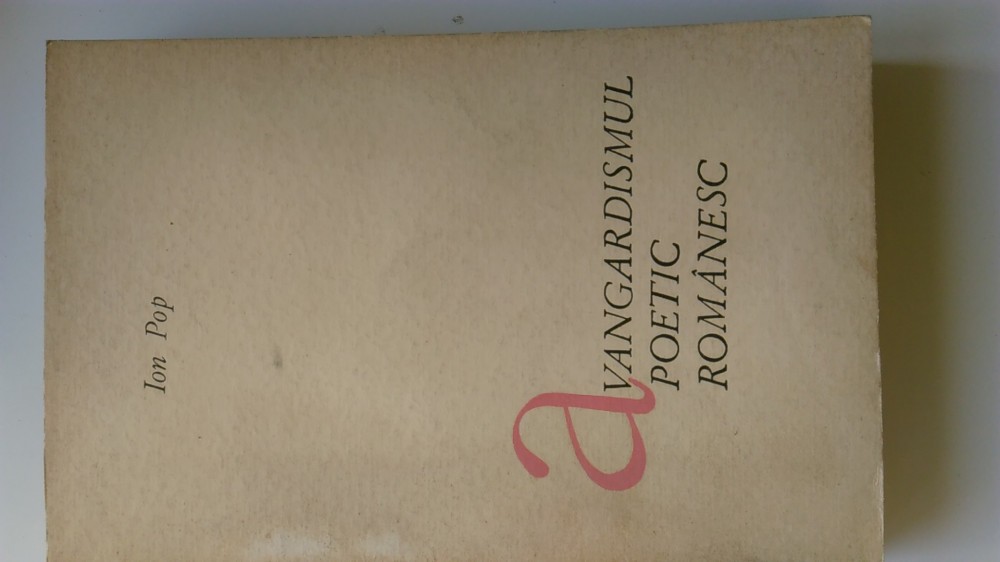 Ion Pop
aVANGARDISMUL
POETIC
ROMÂNESC